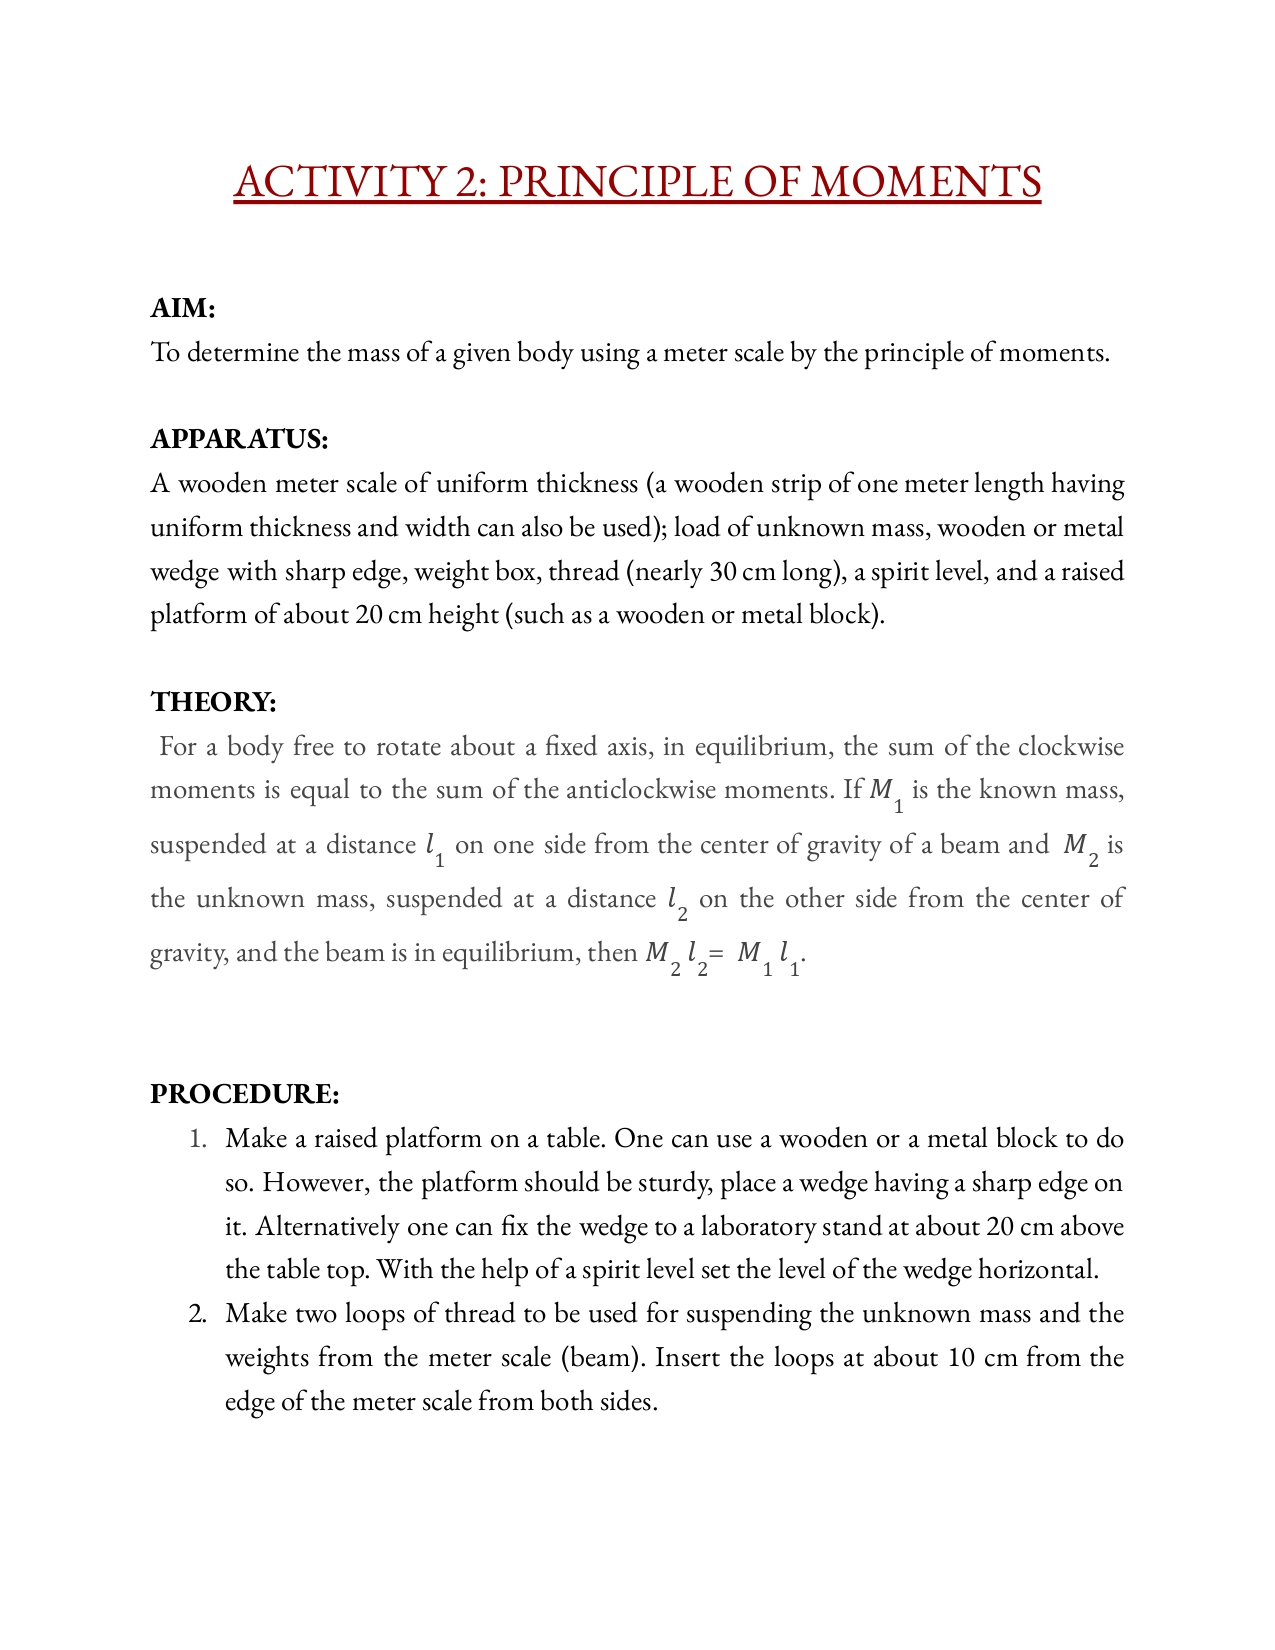 ACTIVITY 2: PRINCIPLE OF MOMENTS
AIM:
To determine the mass of a given body using a meter scale by the principle of moments.
APPARATUS:
A wooden meter scale of uniform thickness (a wooden strip of one meter length having
uniform thickness and width can also be used); load of unknown mass, wooden or metal
wedge with sharp edge, weight box, thread (nearly 30 cm long), a spirit level, and a raised
platform of about 20 cm height (such as a wooden or metal block).
THEORY:
For a body free to rotate about a fixed axis, in equilibrium, the sum of the clockwise
moments is equal to the sum of the anticlockwise moments. If M₁ is the known mass,
suspended at a distance l₁ on one side from the center of gravity of a beam and M₂ is
the unknown mass, suspended at a distance l₂ on the other side from the center of
gravity, and the beam is in equilibrium, then M₂ l₂= M₁ l₁.
PROCEDURE:
1. Make a raised platform on a table. One can use a wooden or a metal block to do
so. However, the platform should be sturdy, place a wedge having a sharp edge on
it. Alternatively one can fix the wedge to a laboratory stand at about 20 cm above
the table top. With the help of a spirit level set the level of the wedge horizontal.
2. Make two loops of thread to be used for suspending the unknown mass and the
weights from the meter scale (beam). Insert the loops at about 10 cm from the
edge of the meter scale from both sides.